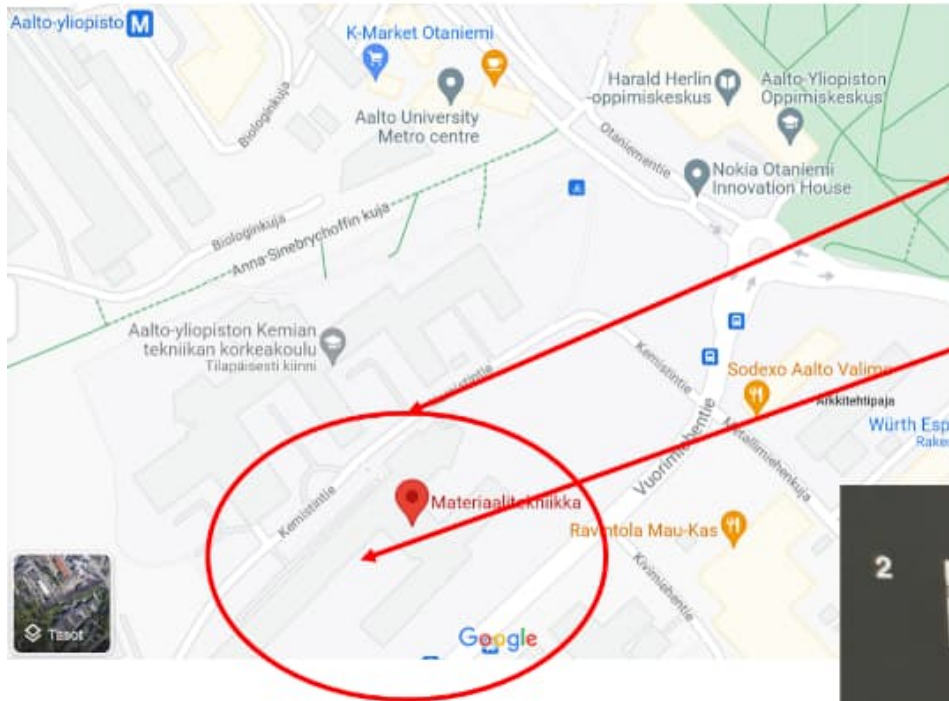 Aalto-yliopisto M
K-Market Otaniemi
Biologinkuja
Aalto University
Metro centre
Harald Herlin
-oppimiskeskus
Aalto-Yliopiston
Oppimiskeskus
Otaniementie
Nokia Otaniemi
Innovation House
Biologinkuja
Anna-Sinebrychoffin kuja
Aalto-yliopiston Kemian
tekniikan korkeakoulu
Tilapäisesti kiinni
Kemistintie
Kemistintie
Sodexo Aalto Valimo
Arkkitehtipaja
Würth Esp
Rake
Vuorimiehentie
Metallimiehenkuja
Materiaalitekniikka
Kemistintie
Ravintola Mau-Kas
Kivimiehentie
2
Tasot
Google